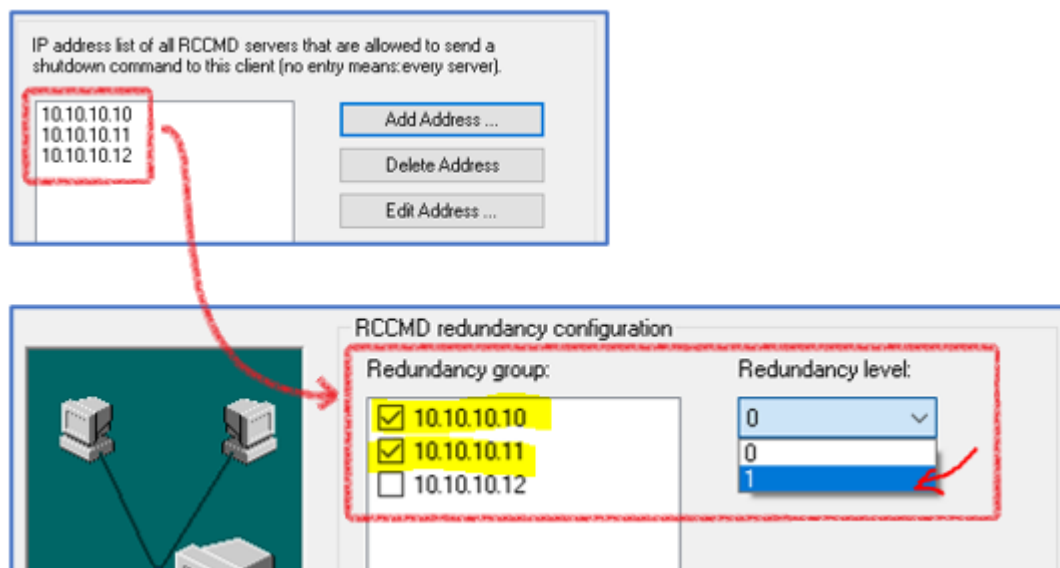 IP address list of all RCCMD servers that are allowed to send a
shutdown command to this client (no entry means:every server).
10.10.10.10
10.10.10.11
10.10.10.12
Add Address ...
Delete Address
Edit Address ...
RCCMD redundancy configuration
Redundancy group:
Redundancy level:
10.10.10.10
10.10.10.11
10.10.10.12
0
0
1